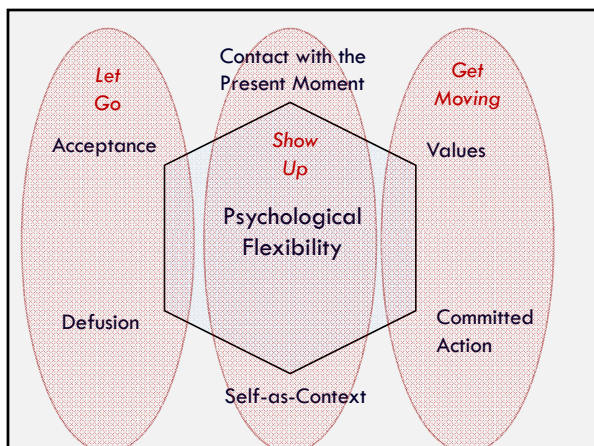 Let
Go
Acceptance
Defusion
Contact with the
Present Moment
Show
Up
Psychological
Flexibility
Self-as-Context
Get
Moving
Values
Committed
Action